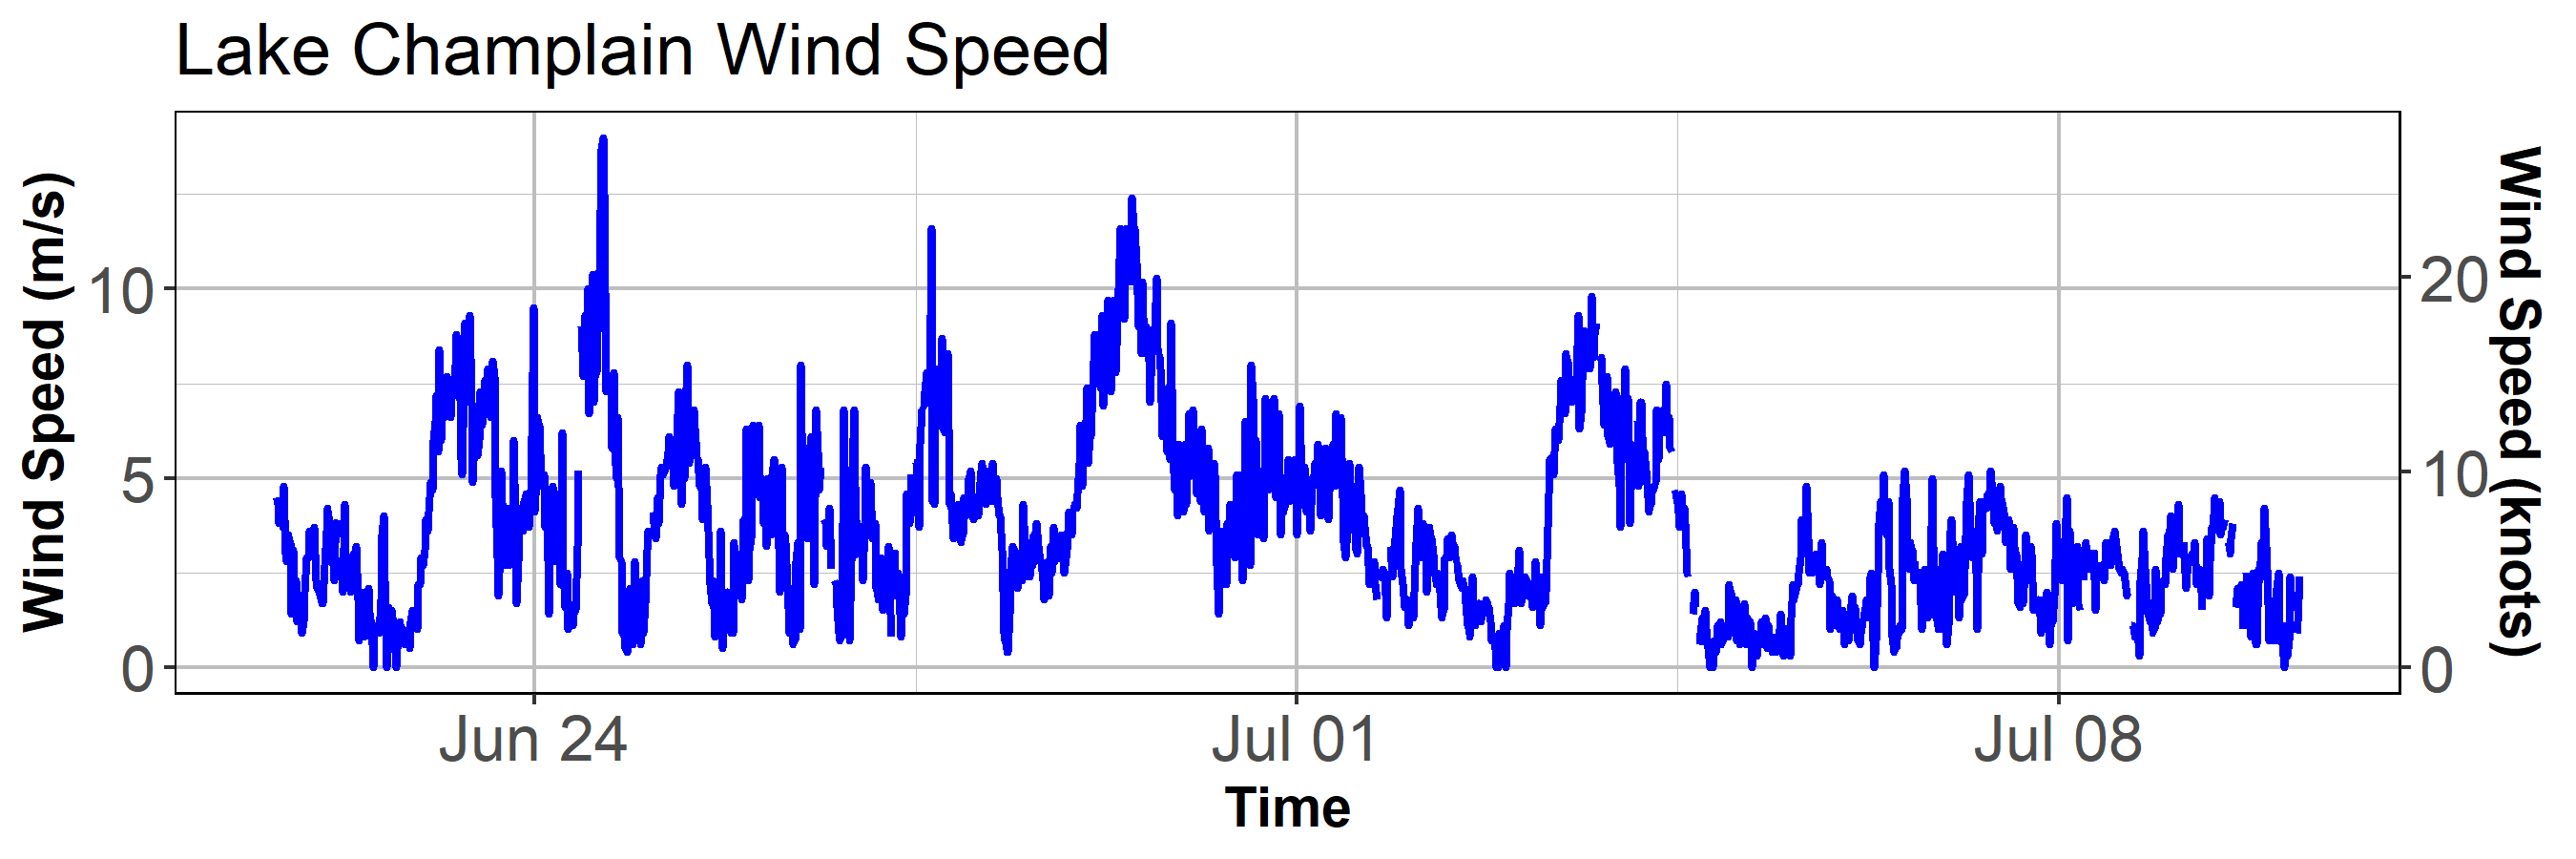 Lake Champlain Wind Speed
Wind Speed (m/s)
10
5
0
20
10
0
Wind Speed (knots)
Jun 24
Jul 01
Jul 08
Time